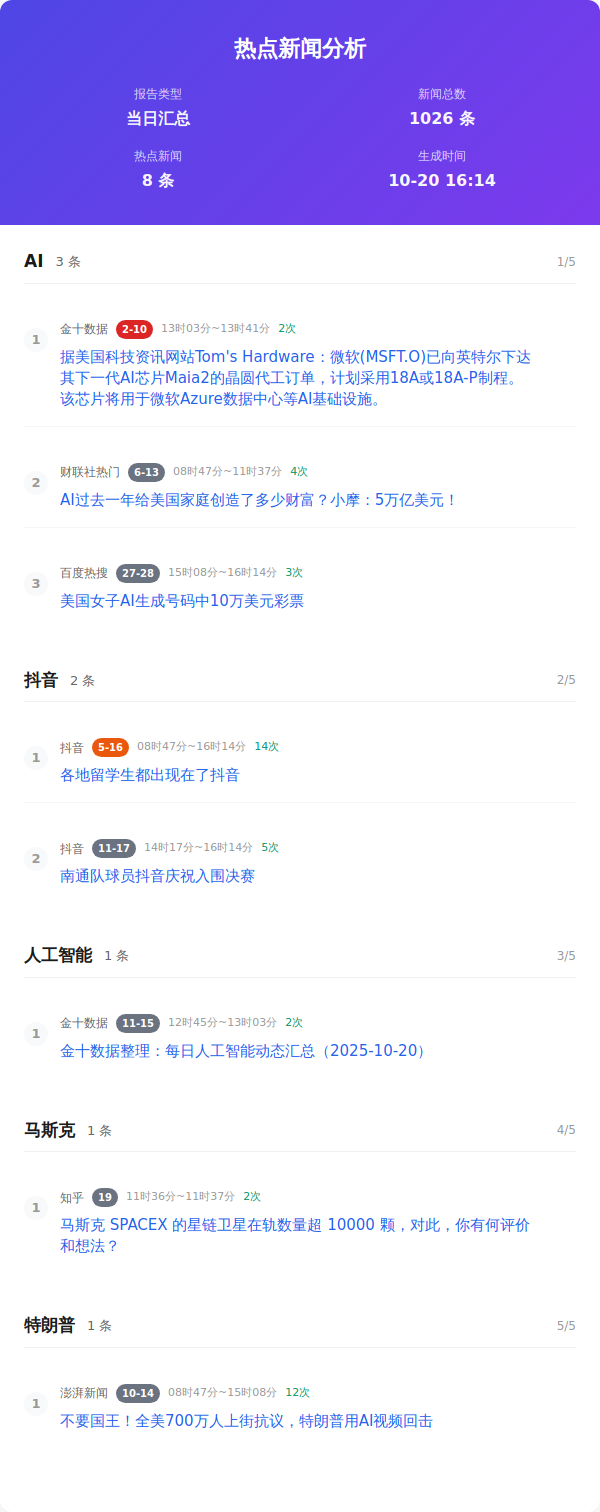 热点新闻分析
报告类型
新闻总数
当日汇总
1026 条
热点新闻
生成时间
8 条
10-20 16:14
AI 3 条 1/5
1
金十数据 2-10 13时03分~13时41分 2次
据美国科技资讯网站Tom's Hardware：微软(MSFT.O)已向英特尔下达
其下一代AI芯片Maia2的晶圆代工订单，计划采用18A或18A-P制程。
该芯片将用于微软Azure数据中心等AI基础设施。
2
财联社热门 6-13 08时47分~11时37分 4次
AI过去一年给美国家庭创造了多少财富？小摩：5万亿美元！
3
百度热搜 27-28 15时08分~16时14分 3次
美国女子AI生成号码中10万美元彩票
抖音 2 条 2/5
1
抖音 5-16 08时47分~16时14分 14次
各地留学生都出现在了抖音
2
抖音 11-17 14时17分~16时14分 5次
南通队球员抖音庆祝入围决赛
人工智能 1 条 3/5
1
金十数据 11-15 12时45分~13时03分 2次
金十数据整理：每日人工智能动态汇总（2025-10-20）
马斯克 1 条 4/5
1
知乎 19 11时36分~11时37分 2次
马斯克 SPACEX 的星链卫星在轨数量超 10000 颗，对此，你有何评价
和想法？
特朗普 1 条 5/5
1
澎湃新闻 10-14 08时47分~15时08分 12次
不要国王！全美700万人上街抗议，特朗普用AI视频回击